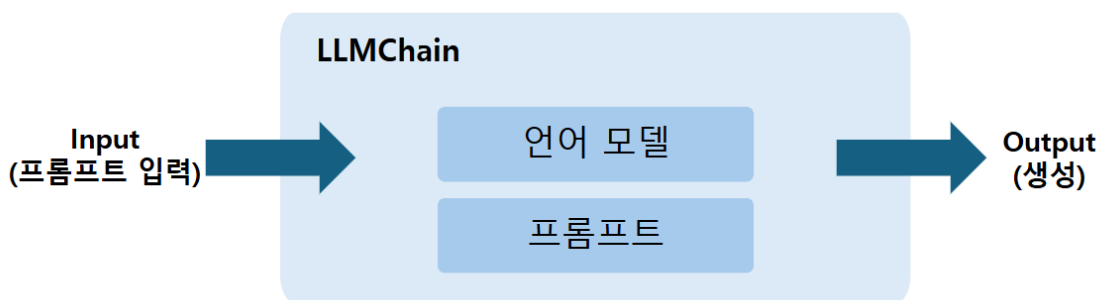 LLMChain
언어 모델
Input
(프롬프트 입력)
Output
(생성)
프롬프트